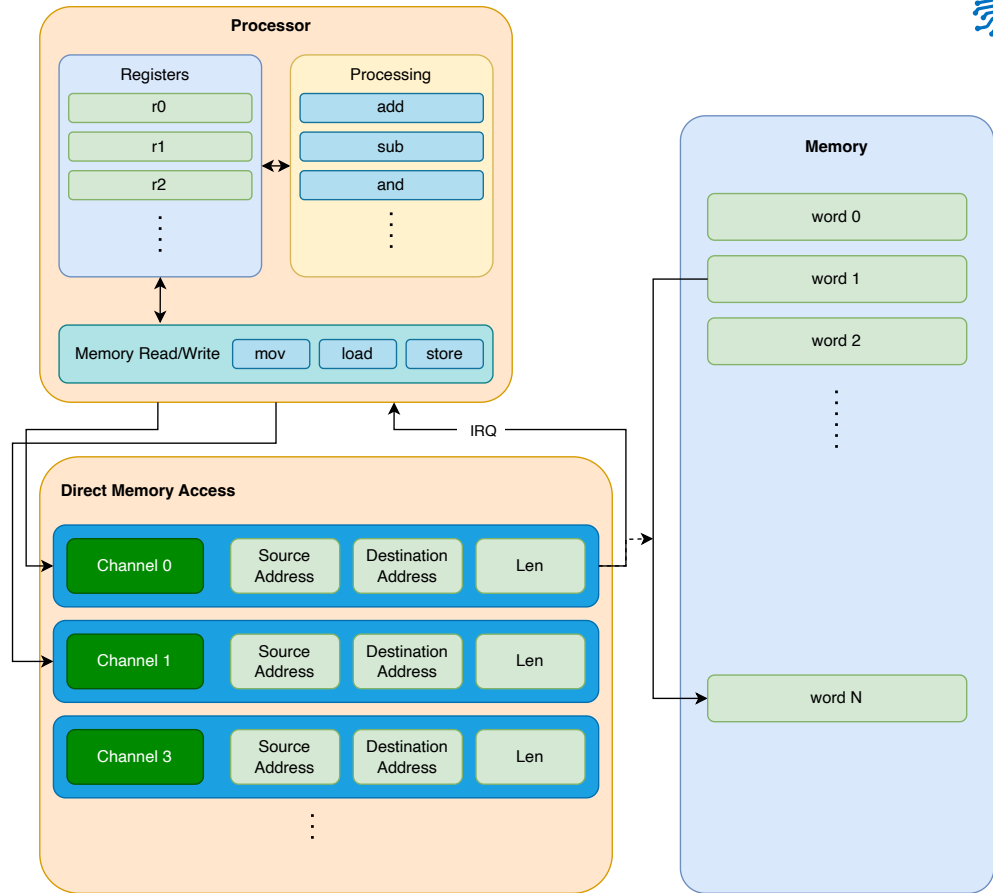 Processor
Registers
r0
r1
r2
Processing
add
sub
and
Memory Read/Write
mov
load
store
IRQ
Direct Memory Access
Channel 0
Source
Address
Destination
Address
Len
Channel 1
Source
Address
Destination
Address
Len
Channel 3
Source
Address
Destination
Address
Len
Memory
word 0
word 1
word 2
word N